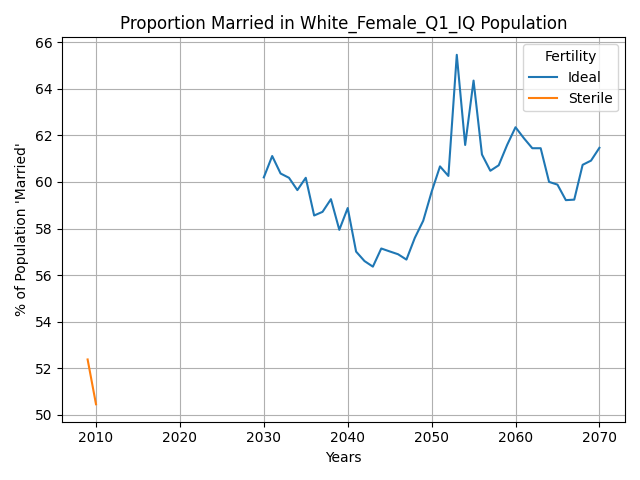 Proportion Married in White_Female_Q1_IQ Population
% of Population 'Married'
66
64
62
60
58
56
54
52
50
Fertility
Ideal
Sterile
2010 2020 2030 2040 2050 2060 2070
Years